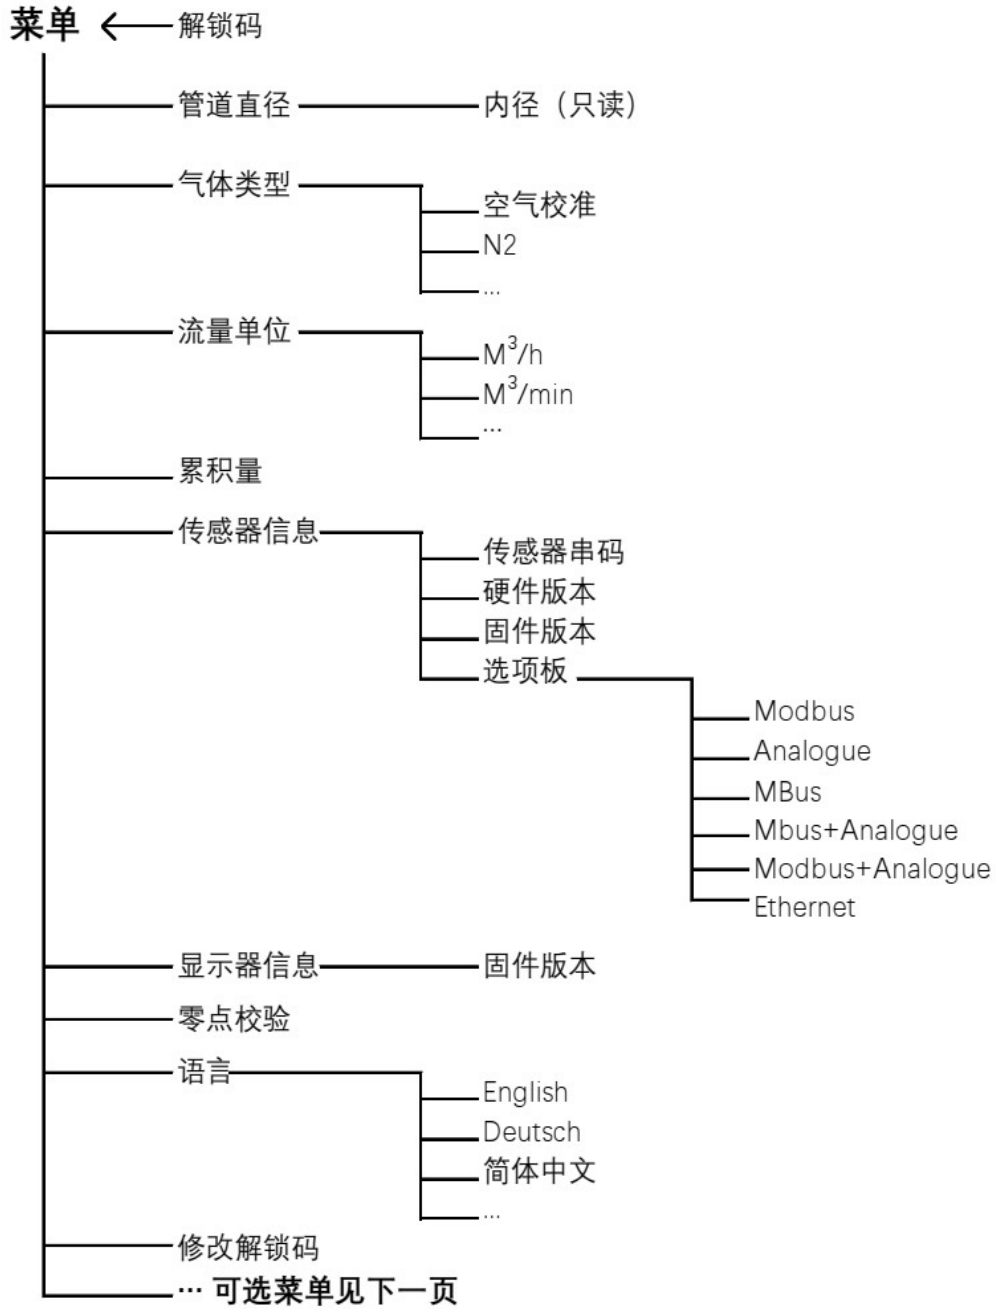 菜单 解锁码
管道直径 内径（只读）
气体类型
空气校准
N2
...
流量单位
M³/h
M³/min
...
累积量
传感器信息
传感器串码
硬件版本
固件版本
选项板
Modbus
Analogue
MBus
Mbus+Analogue
Modbus+Analogue
Ethernet
显示器信息 固件版本
零点校验
语言
English
Deutsch
简体中文
...
修改解锁码
... 可选菜单见下一页